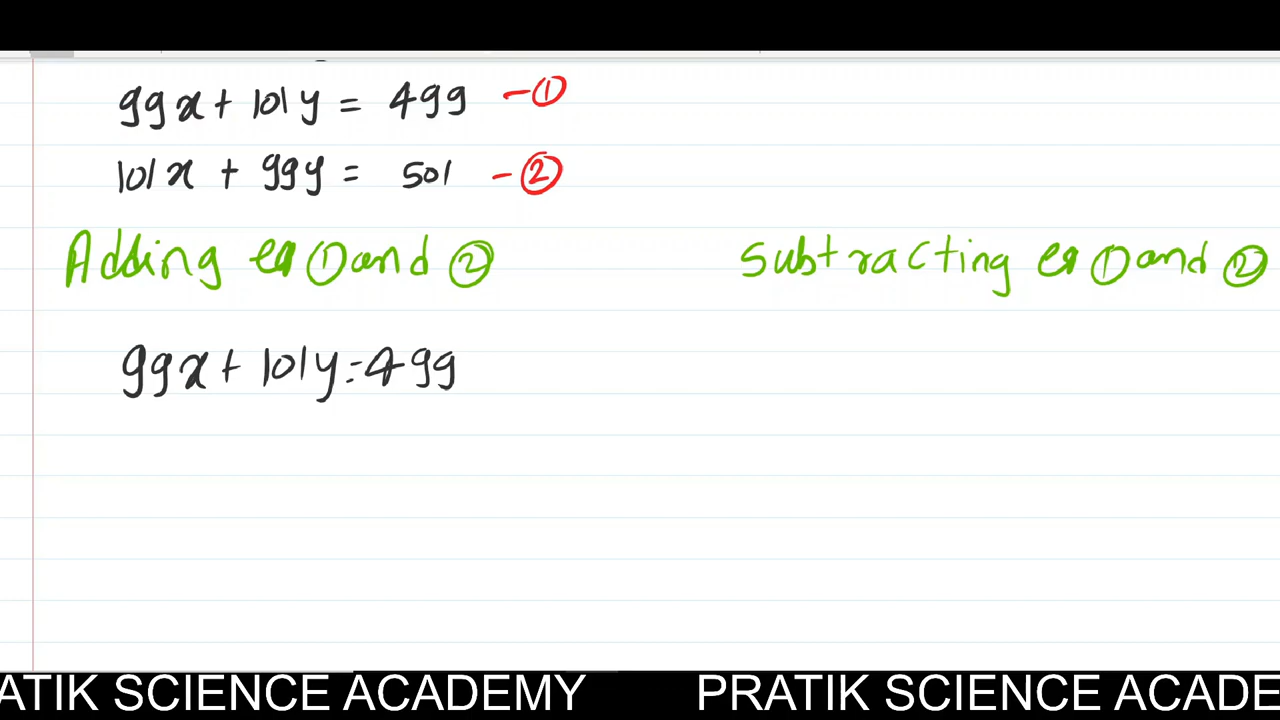 99x + 101y = 499 - ①
101x + 99y = 501 - ②
Adding eq ① and ②
Subtracting eq ① and ②
99x + 101y = 499
ATIK SCIENCE ACADEMY PRATIK SCIENCE ACADE